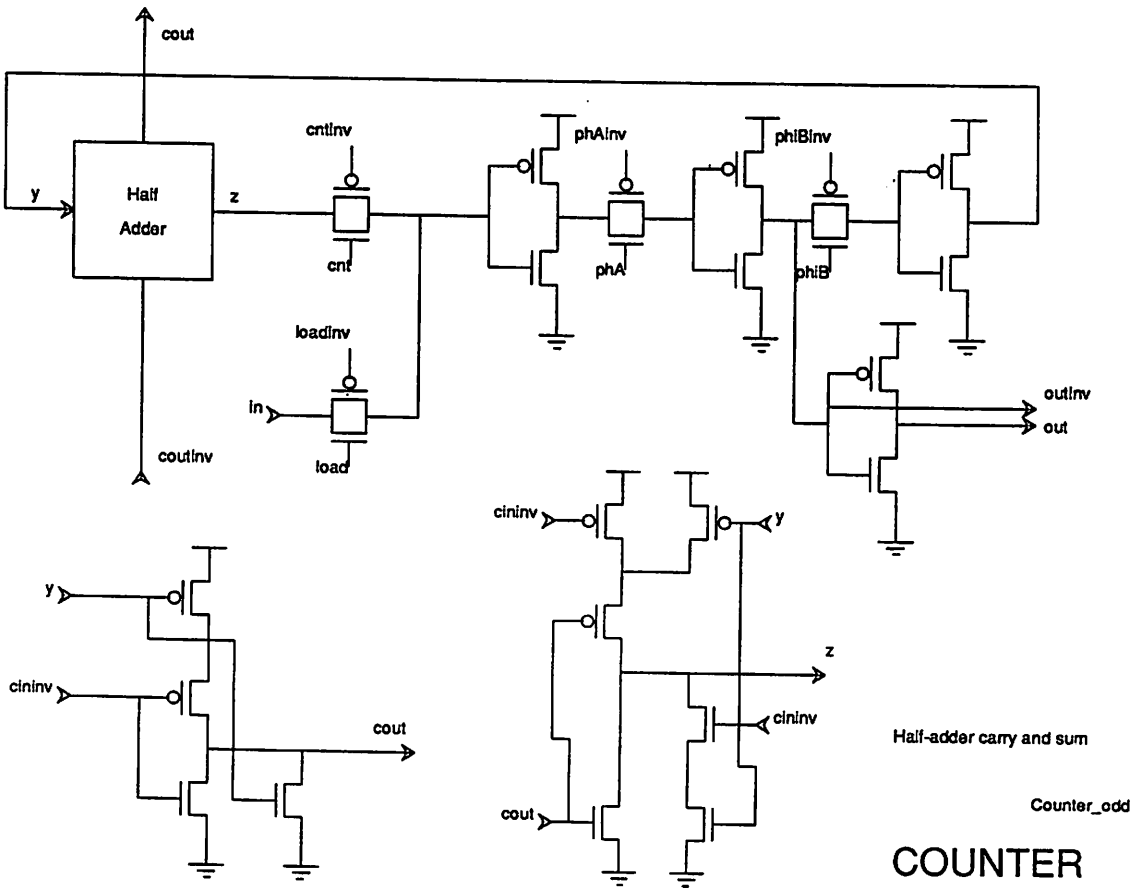 cout
cntinv
phAinv
phiBinv
y
Half
Adder
z
cnt
phA
phiB
loadinv
in
load
coutinv
outinv
out
cininv
y
y
cininv
cout
z
cininv
cout
Half-adder carry and sum
Counter_odd
COUNTER